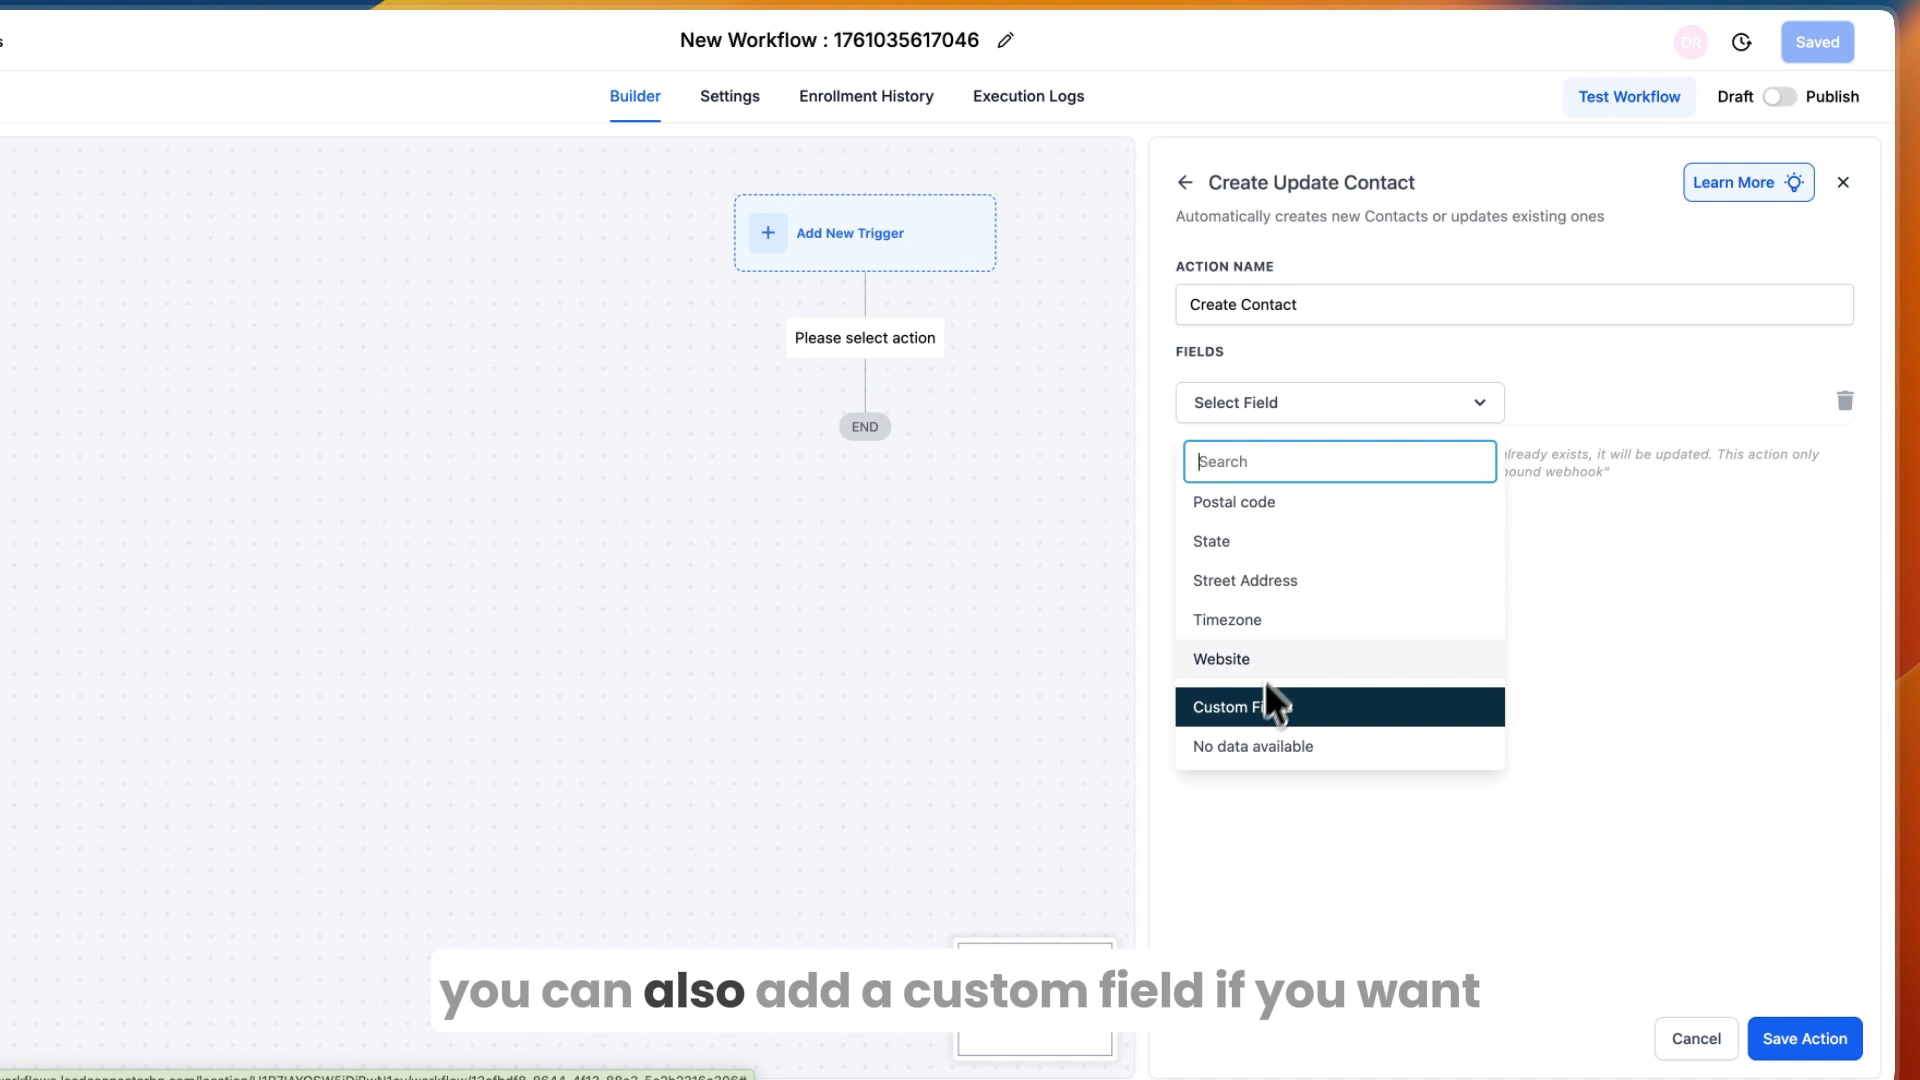 s
New Workflow : 1761035617046
DR
Saved
Builder
Settings
Enrollment History
Execution Logs
Test Workflow
Draft
Publish
Add New Trigger
Please select action
END
Create Update Contact
Learn More
Automatically creates new Contacts or updates existing ones
ACTION NAME
Create Contact
FIELDS
Select Field
Search
already exists, it will be updated. This action only
bound webhook"
Postal code
State
Street Address
Timezone
Website
Custom Fi s
No data available
you can also add a custom field if you want
Cancel
Save Action